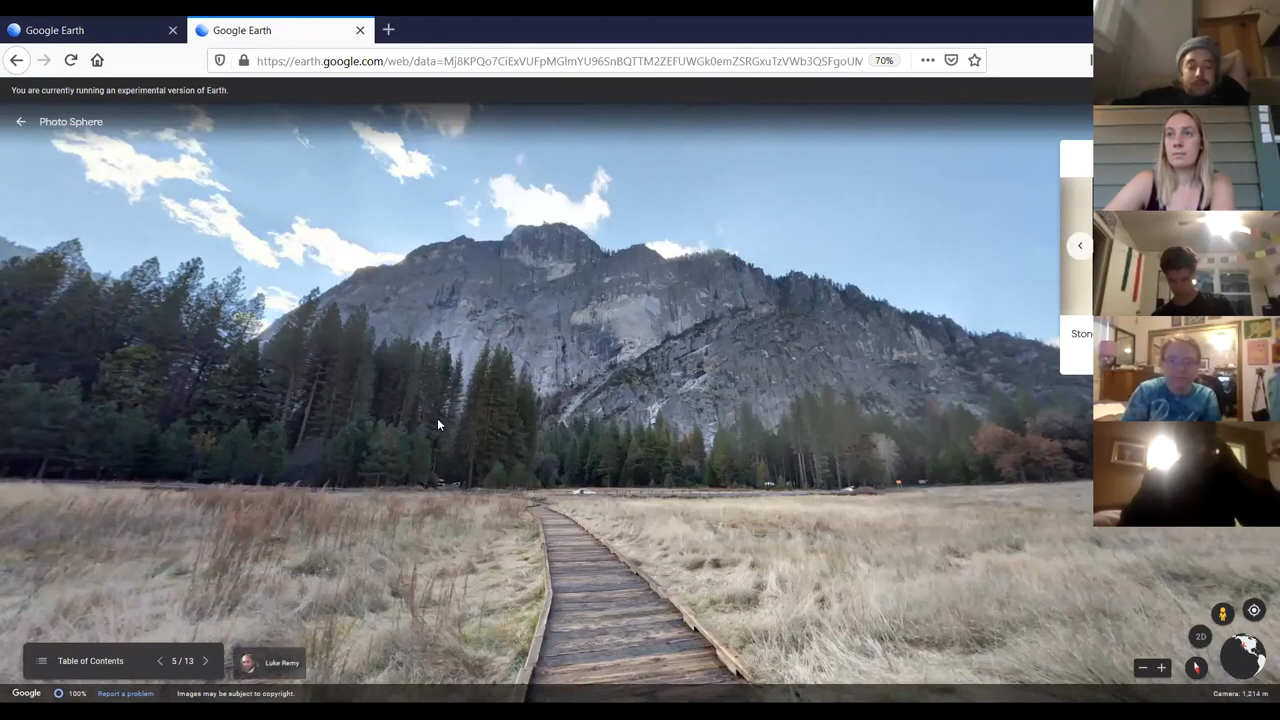 Google Earth
Google Earth
https://earth.google.com/web/data=Mj8KPQo7CiExVUFpMGlmYU96SnBQTTM2ZEFUWGk0emZSRGxuTzVWb3QSFgoUM
70%
You are currently running an experimental version of Earth.
Photo Sphere
Ston
2D
Table of Contents
5 / 13
Luke Remy
Google
100%
Report a problem
Images may be subject to copyright.
Camera: 1,214 m